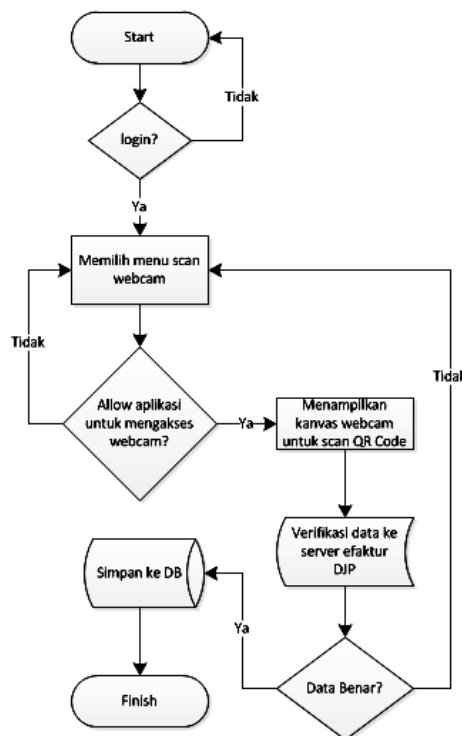 Start
Tidak
login?
Ya
Memilih menu scan
webcam
Tidak
Tidal
Allow aplikasi
untuk mengakses
webcam?
Ya
Menampilkan
kanvas webcam
untuk scan QR Code
Verifikasi data ke
server efaktur
DJP
Simpan ke DB
Ya
Data Benar?
Finish